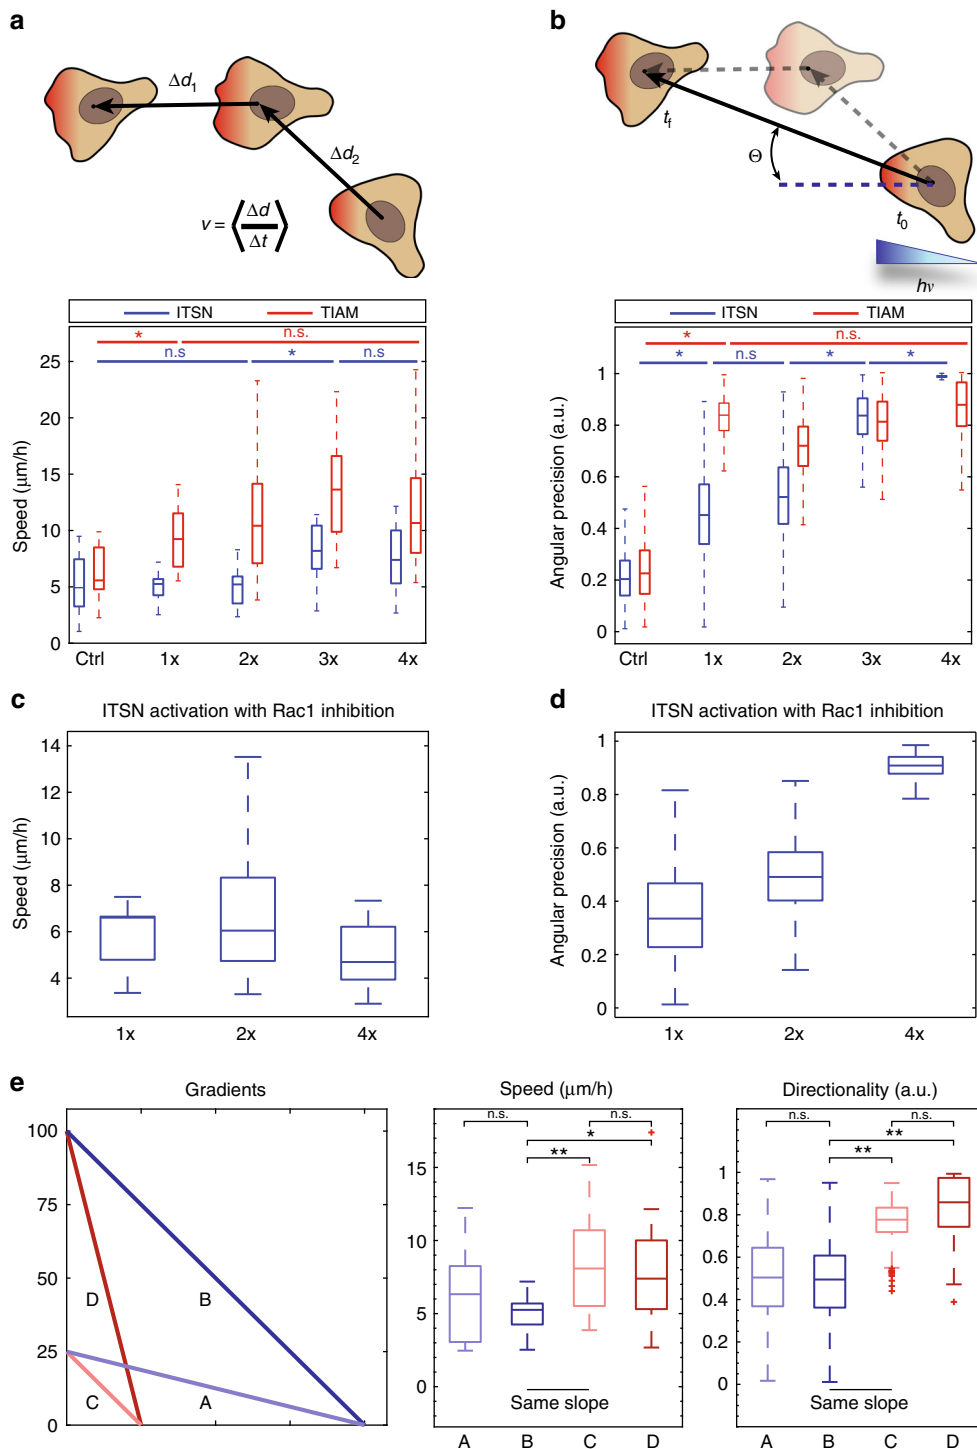 a
Δd1
Δd2
v = ⟨Δd/Δt⟩
b
tf
Θ
t0
hν
ITSN TIAM
* n.s.
n.s * n.s
25
20
15
10
5
0
Speed (μm/h)
Ctrl 1x 2x 3x 4x
ITSN TIAM
* n.s.
* n.s * *
1
0.8
0.6
0.4
0.2
0
Angular precision (a.u.)
Ctrl 1x 2x 3x 4x
c
ITSN activation with Rac1 inhibition
14
12
10
8
6
4
Speed (μm/h)
1x 2x 4x
d
ITSN activation with Rac1 inhibition
1
0.8
0.6
0.4
0.2
0
Angular precision (a.u.)
1x 2x 4x
e
Gradients
100
75
50
25
0
D
B
C
A
Speed (μm/h)
n.s. n.s.
*
**
15
10
5
0
Same slope
A B C D
Directionality (a.u.)
n.s. n.s.
**
**
1
0.8
0.6
0.4
0.2
0
Same slope
A B C D